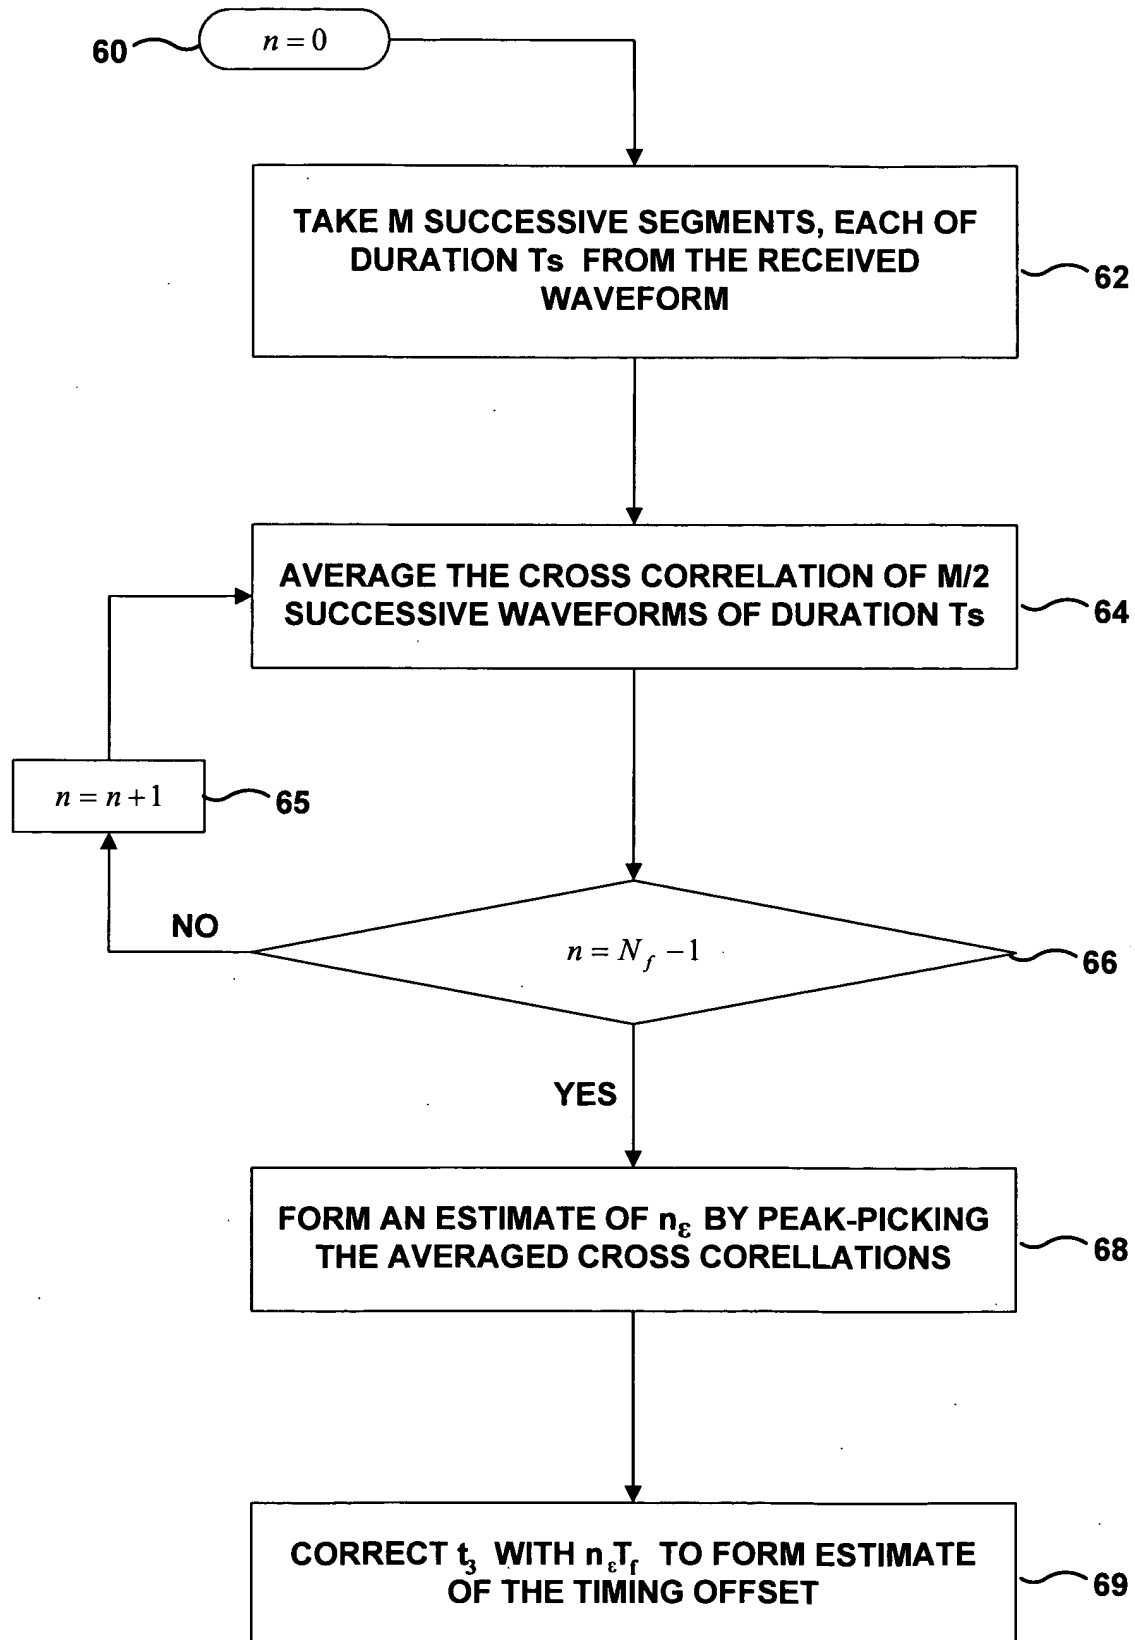 60
n = 0
TAKE M SUCCESSIVE SEGMENTS, EACH OF
DURATION Ts FROM THE RECEIVED
WAVEFORM
62
AVERAGE THE CROSS CORRELATION OF M/2
SUCCESSIVE WAVEFORMS OF DURATION Ts
64
n = n + 1
65
NO
n = N_f − 1
66
YES
FORM AN ESTIMATE OF n_ε BY PEAK-PICKING
THE AVERAGED CROSS CORELLATIONS
68
CORRECT t_3 WITH n_εT_f TO FORM ESTIMATE
OF THE TIMING OFFSET
69